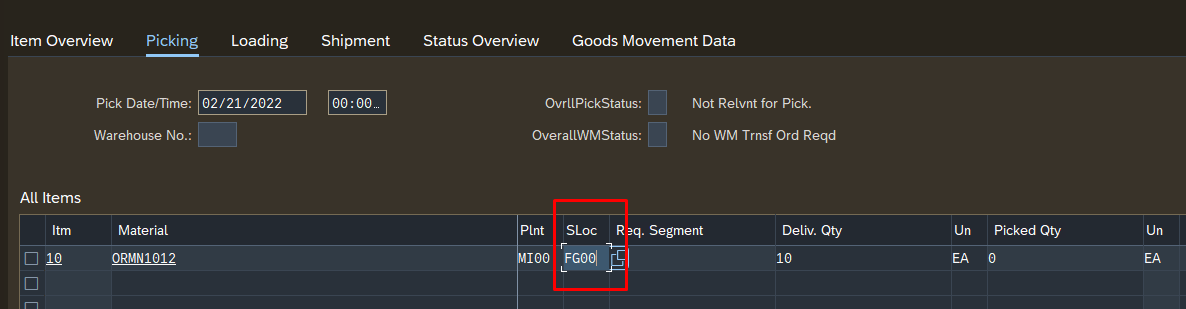 Item Overview Picking Loading Shipment Status Overview Goods Movement Data
Pick Date/Time: 02/21/2022 00:00… OvrllPickStatus: Not Relvnt for Pick.
Warehouse No.: OverallWMStatus: No WM Trnsf Ord Reqd
All Items
Itm Material Plnt SLoc Req. Segment Deliv. Qty Un Picked Qty Un
10 ORMN1012 MI00 FG00 10 EA 0 EA